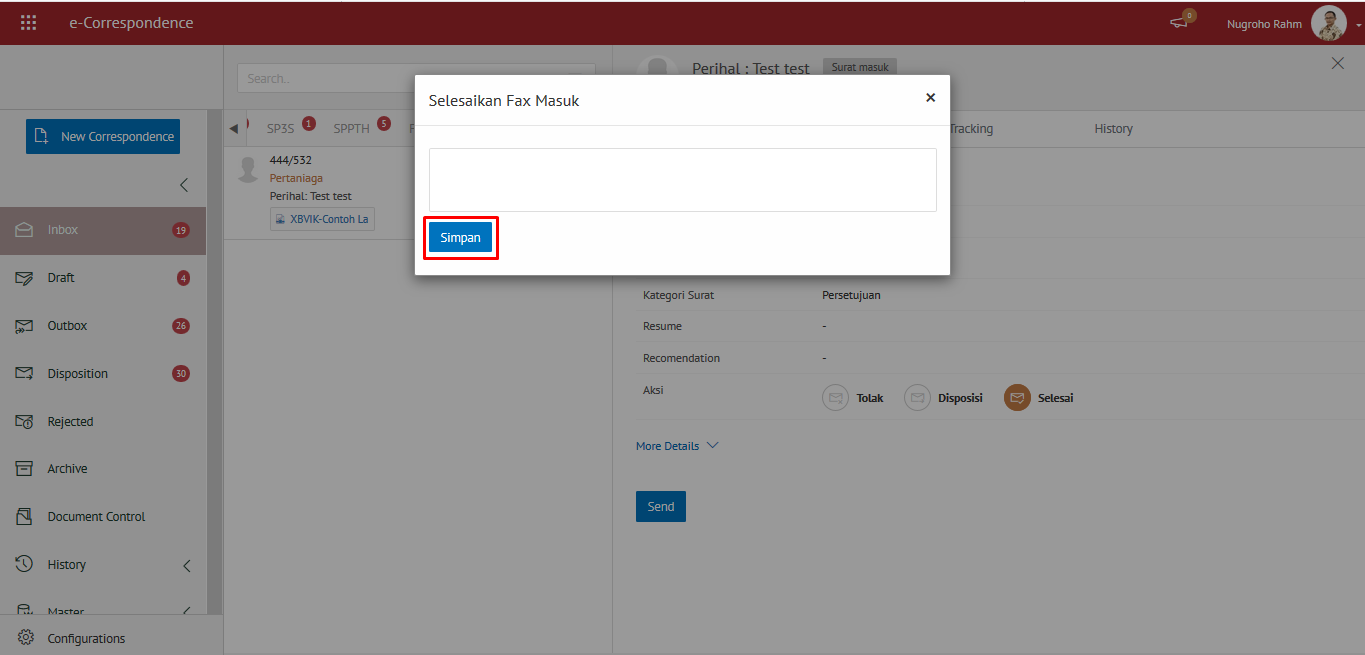 e-Correspondence
0
Nugroho Rahm
Search..
Perihal : Test test
Surat masuk
New Correspondence
Inbox 19
Draft 4
Outbox 26
Disposition 30
Rejected
Archive
Document Control
History
Master
Configurations
SP3S 1
SPPTH 5
444/532
Pertaniaga
Perihal: Test test
XBVIK-Contoh La
Selesaikan Fax Masuk
Simpan
Tracking
History
Kategori Surat Persetujuan
Resume -
Recomendation -
Aksi Tolak Disposisi Selesai
More Details
Send